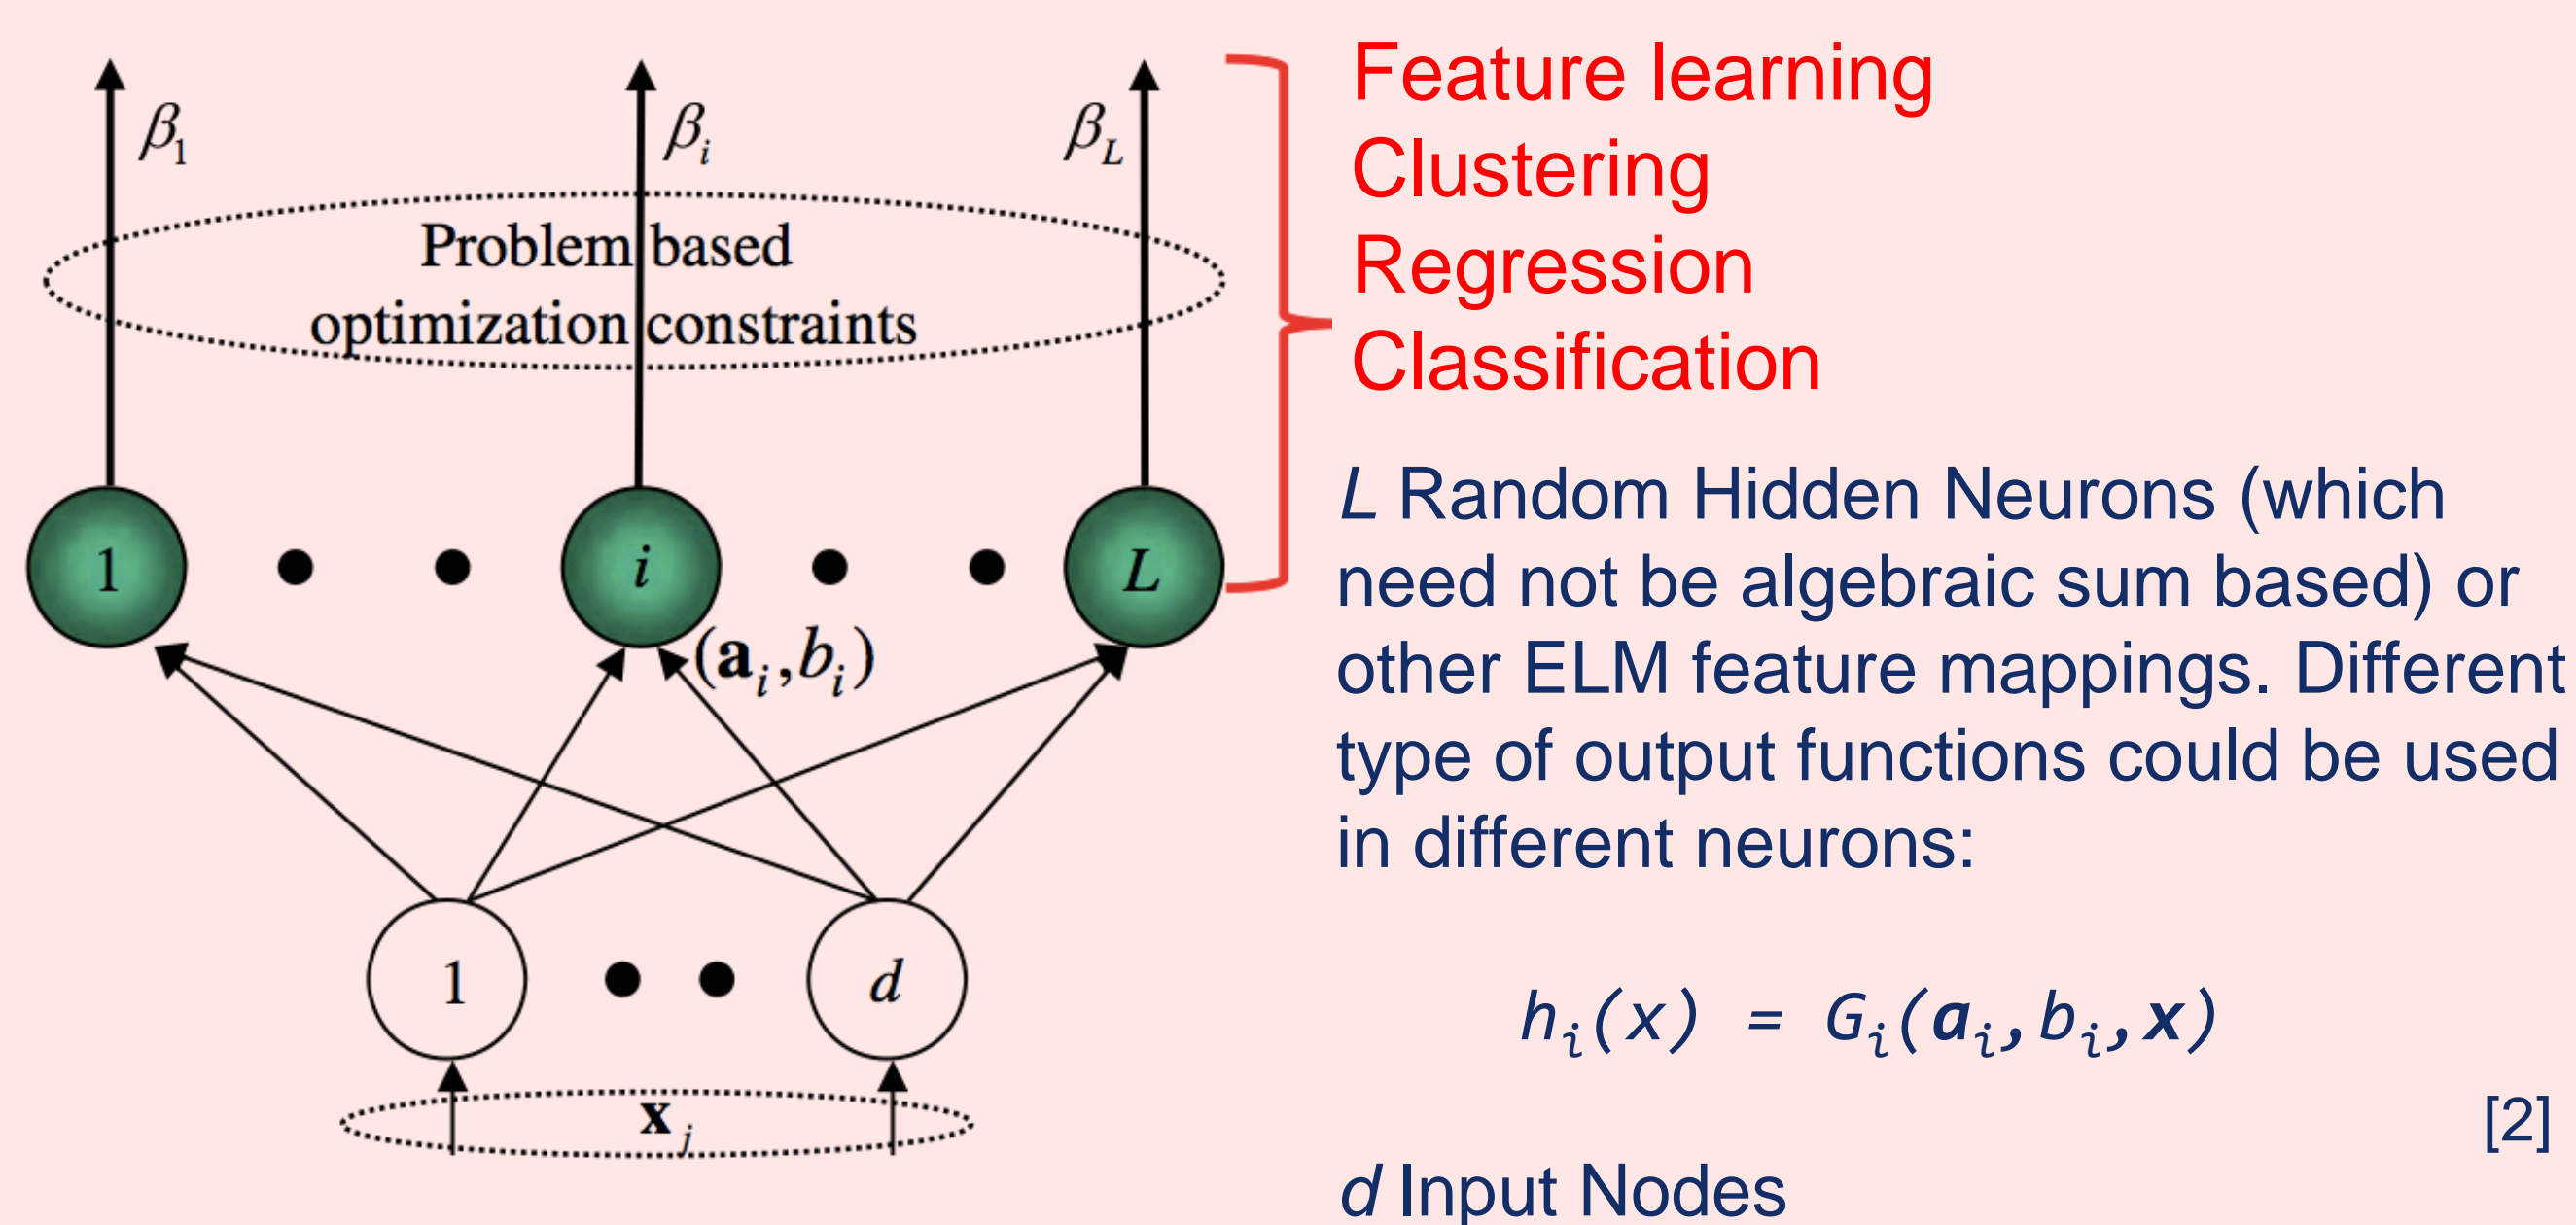 β1
βi
βL
Problem based
optimization constraints
1
i
L
(ai,bi)
1
d
xj
Feature learning
Clustering
Regression
Classification
L Random Hidden Neurons (which
need not be algebraic sum based) or
other ELM feature mappings. Different
type of output functions could be used
in different neurons:
hi(x) = Gi(ai,bi,x)
[2]
d Input Nodes